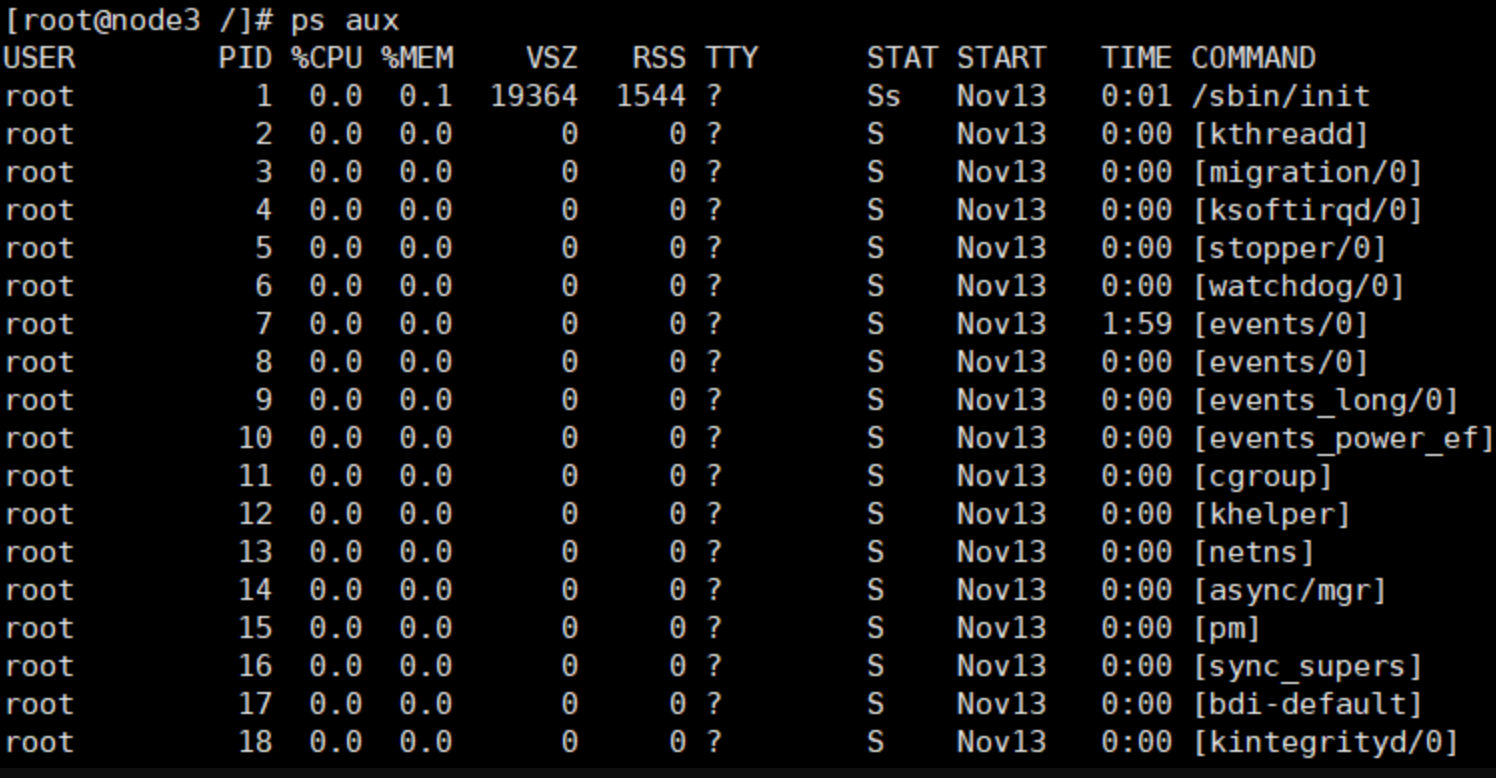 [root@node3 /]# ps aux
USER        PID %CPU %MEM    VSZ   RSS TTY      STAT START   TIME COMMAND
root          1  0.0  0.1  19364  1544 ?        Ss   Nov13   0:01 /sbin/init
root          2  0.0  0.0      0     0 ?        S    Nov13   0:00 [kthreadd]
root          3  0.0  0.0      0     0 ?        S    Nov13   0:00 [migration/0]
root          4  0.0  0.0      0     0 ?        S    Nov13   0:00 [ksoftirqd/0]
root          5  0.0  0.0      0     0 ?        S    Nov13   0:00 [stopper/0]
root          6  0.0  0.0      0     0 ?        S    Nov13   0:00 [watchdog/0]
root          7  0.0  0.0      0     0 ?        S    Nov13   1:59 [events/0]
root          8  0.0  0.0      0     0 ?        S    Nov13   0:00 [events/0]
root          9  0.0  0.0      0     0 ?        S    Nov13   0:00 [events_long/0]
root         10  0.0  0.0      0     0 ?        S    Nov13   0:00 [events_power_ef]
root         11  0.0  0.0      0     0 ?        S    Nov13   0:00 [cgroup]
root         12  0.0  0.0      0     0 ?        S    Nov13   0:00 [khelper]
root         13  0.0  0.0      0     0 ?        S    Nov13   0:00 [netns]
root         14  0.0  0.0      0     0 ?        S    Nov13   0:00 [async/mgr]
root         15  0.0  0.0      0     0 ?        S    Nov13   0:00 [pm]
root         16  0.0  0.0      0     0 ?        S    Nov13   0:00 [sync_supers]
root         17  0.0  0.0      0     0 ?        S    Nov13   0:00 [bdi-default]
root         18  0.0  0.0      0     0 ?        S    Nov13   0:00 [kintegrityd/0]